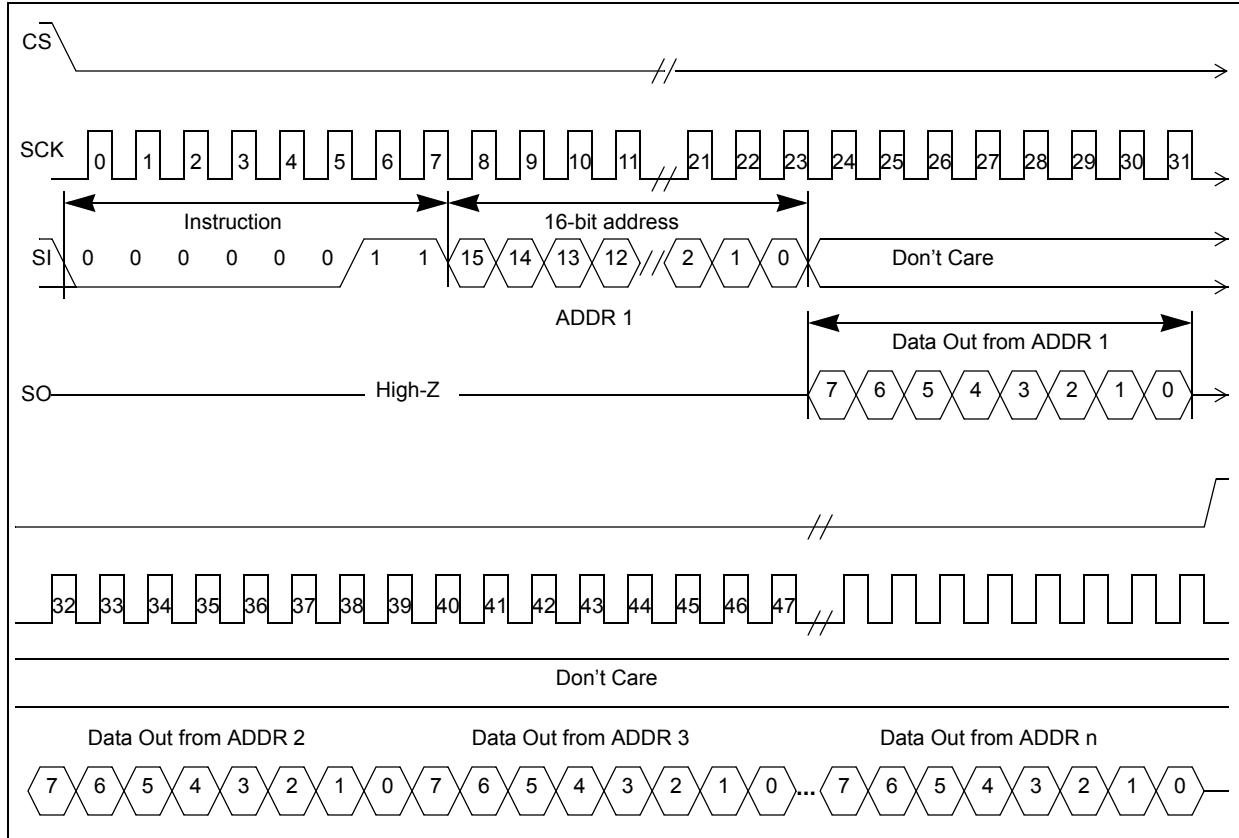 CS
SCK 0 1 2 3 4 5 6 7 8 9 10 11 21 22 23 24 25 26 27 28 29 30 31
Instruction 16-bit address
SI 0 0 0 0 0 0 1 1 15 14 13 12 2 1 0 Don't Care
ADDR 1
Data Out from ADDR 1
SO High-Z 7 6 5 4 3 2 1 0
32 33 34 35 36 37 38 39 40 41 42 43 44 45 46 47
Don't Care
Data Out from ADDR 2 Data Out from ADDR 3 Data Out from ADDR n
7 6 5 4 3 2 1 0 7 6 5 4 3 2 1 0 ... 7 6 5 4 3 2 1 0